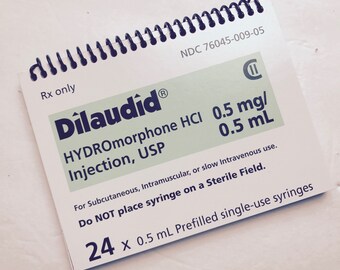 NDC 76045-009-05
Rx only
CII
Dilaudid®
HYDROmorphone HCl 0.5 mg/
Injection, USP 0.5 mL
For Subcutaneous, Intramuscular, or slow Intravenous use.
Do NOT place syringe on a Sterile Field.
24 x 0.5 mL Prefilled single-use syringes